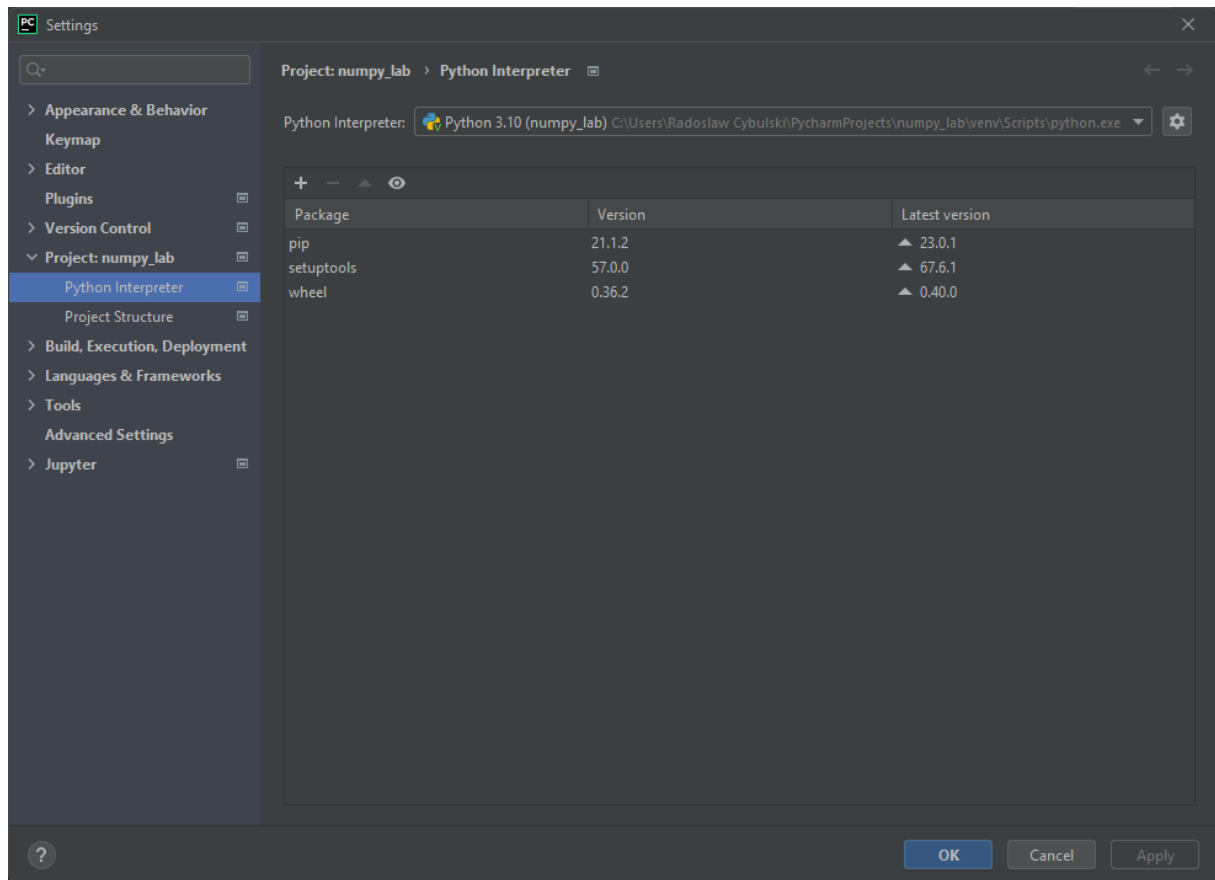 PC Settings
Project: numpy_lab › Python Interpreter
Python Interpreter: Python 3.10 (numpy_lab) C:\Users\Radoslaw Cybulski\PycharmProjects\numpy_lab\venv\Scripts\python.exe
Appearance & Behavior
Keymap
Editor
Plugins
Version Control
Project: numpy_lab
Python Interpreter
Project Structure
Build, Execution, Deployment
Languages & Frameworks
Tools
Advanced Settings
Jupyter
Package Version Latest version
pip 21.1.2 23.0.1
setuptools 57.0.0 67.6.1
wheel 0.36.2 0.40.0
? OK Cancel Apply